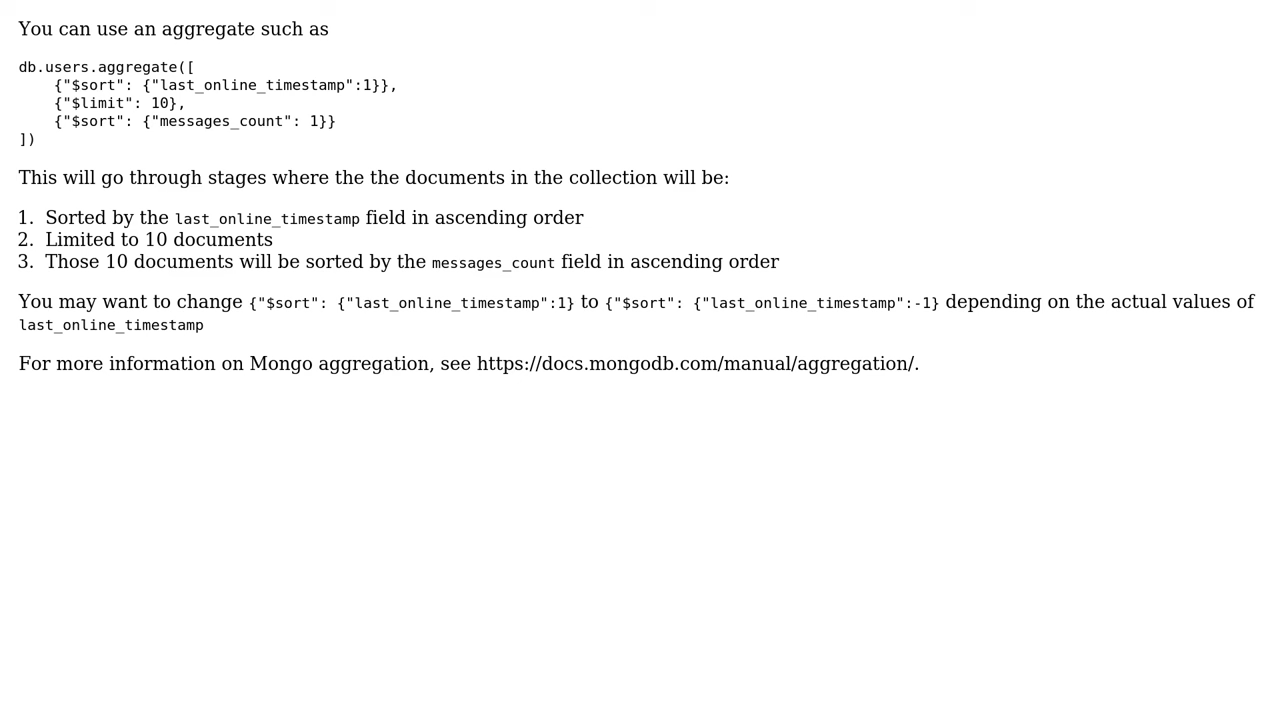 You can use an aggregate such as
db.users.aggregate([
    {"$sort": {"last_online_timestamp":1}},
    {"$limit": 10},
    {"$sort": {"messages_count": 1}}
])
This will go through stages where the the documents in the collection will be:
1. Sorted by the last_online_timestamp field in ascending order
2. Limited to 10 documents
3. Those 10 documents will be sorted by the messages_count field in ascending order
You may want to change {"$sort": {"last_online_timestamp":1} to {"$sort": {"last_online_timestamp":-1} depending on the actual values of
last_online_timestamp
For more information on Mongo aggregation, see https://docs.mongodb.com/manual/aggregation/.